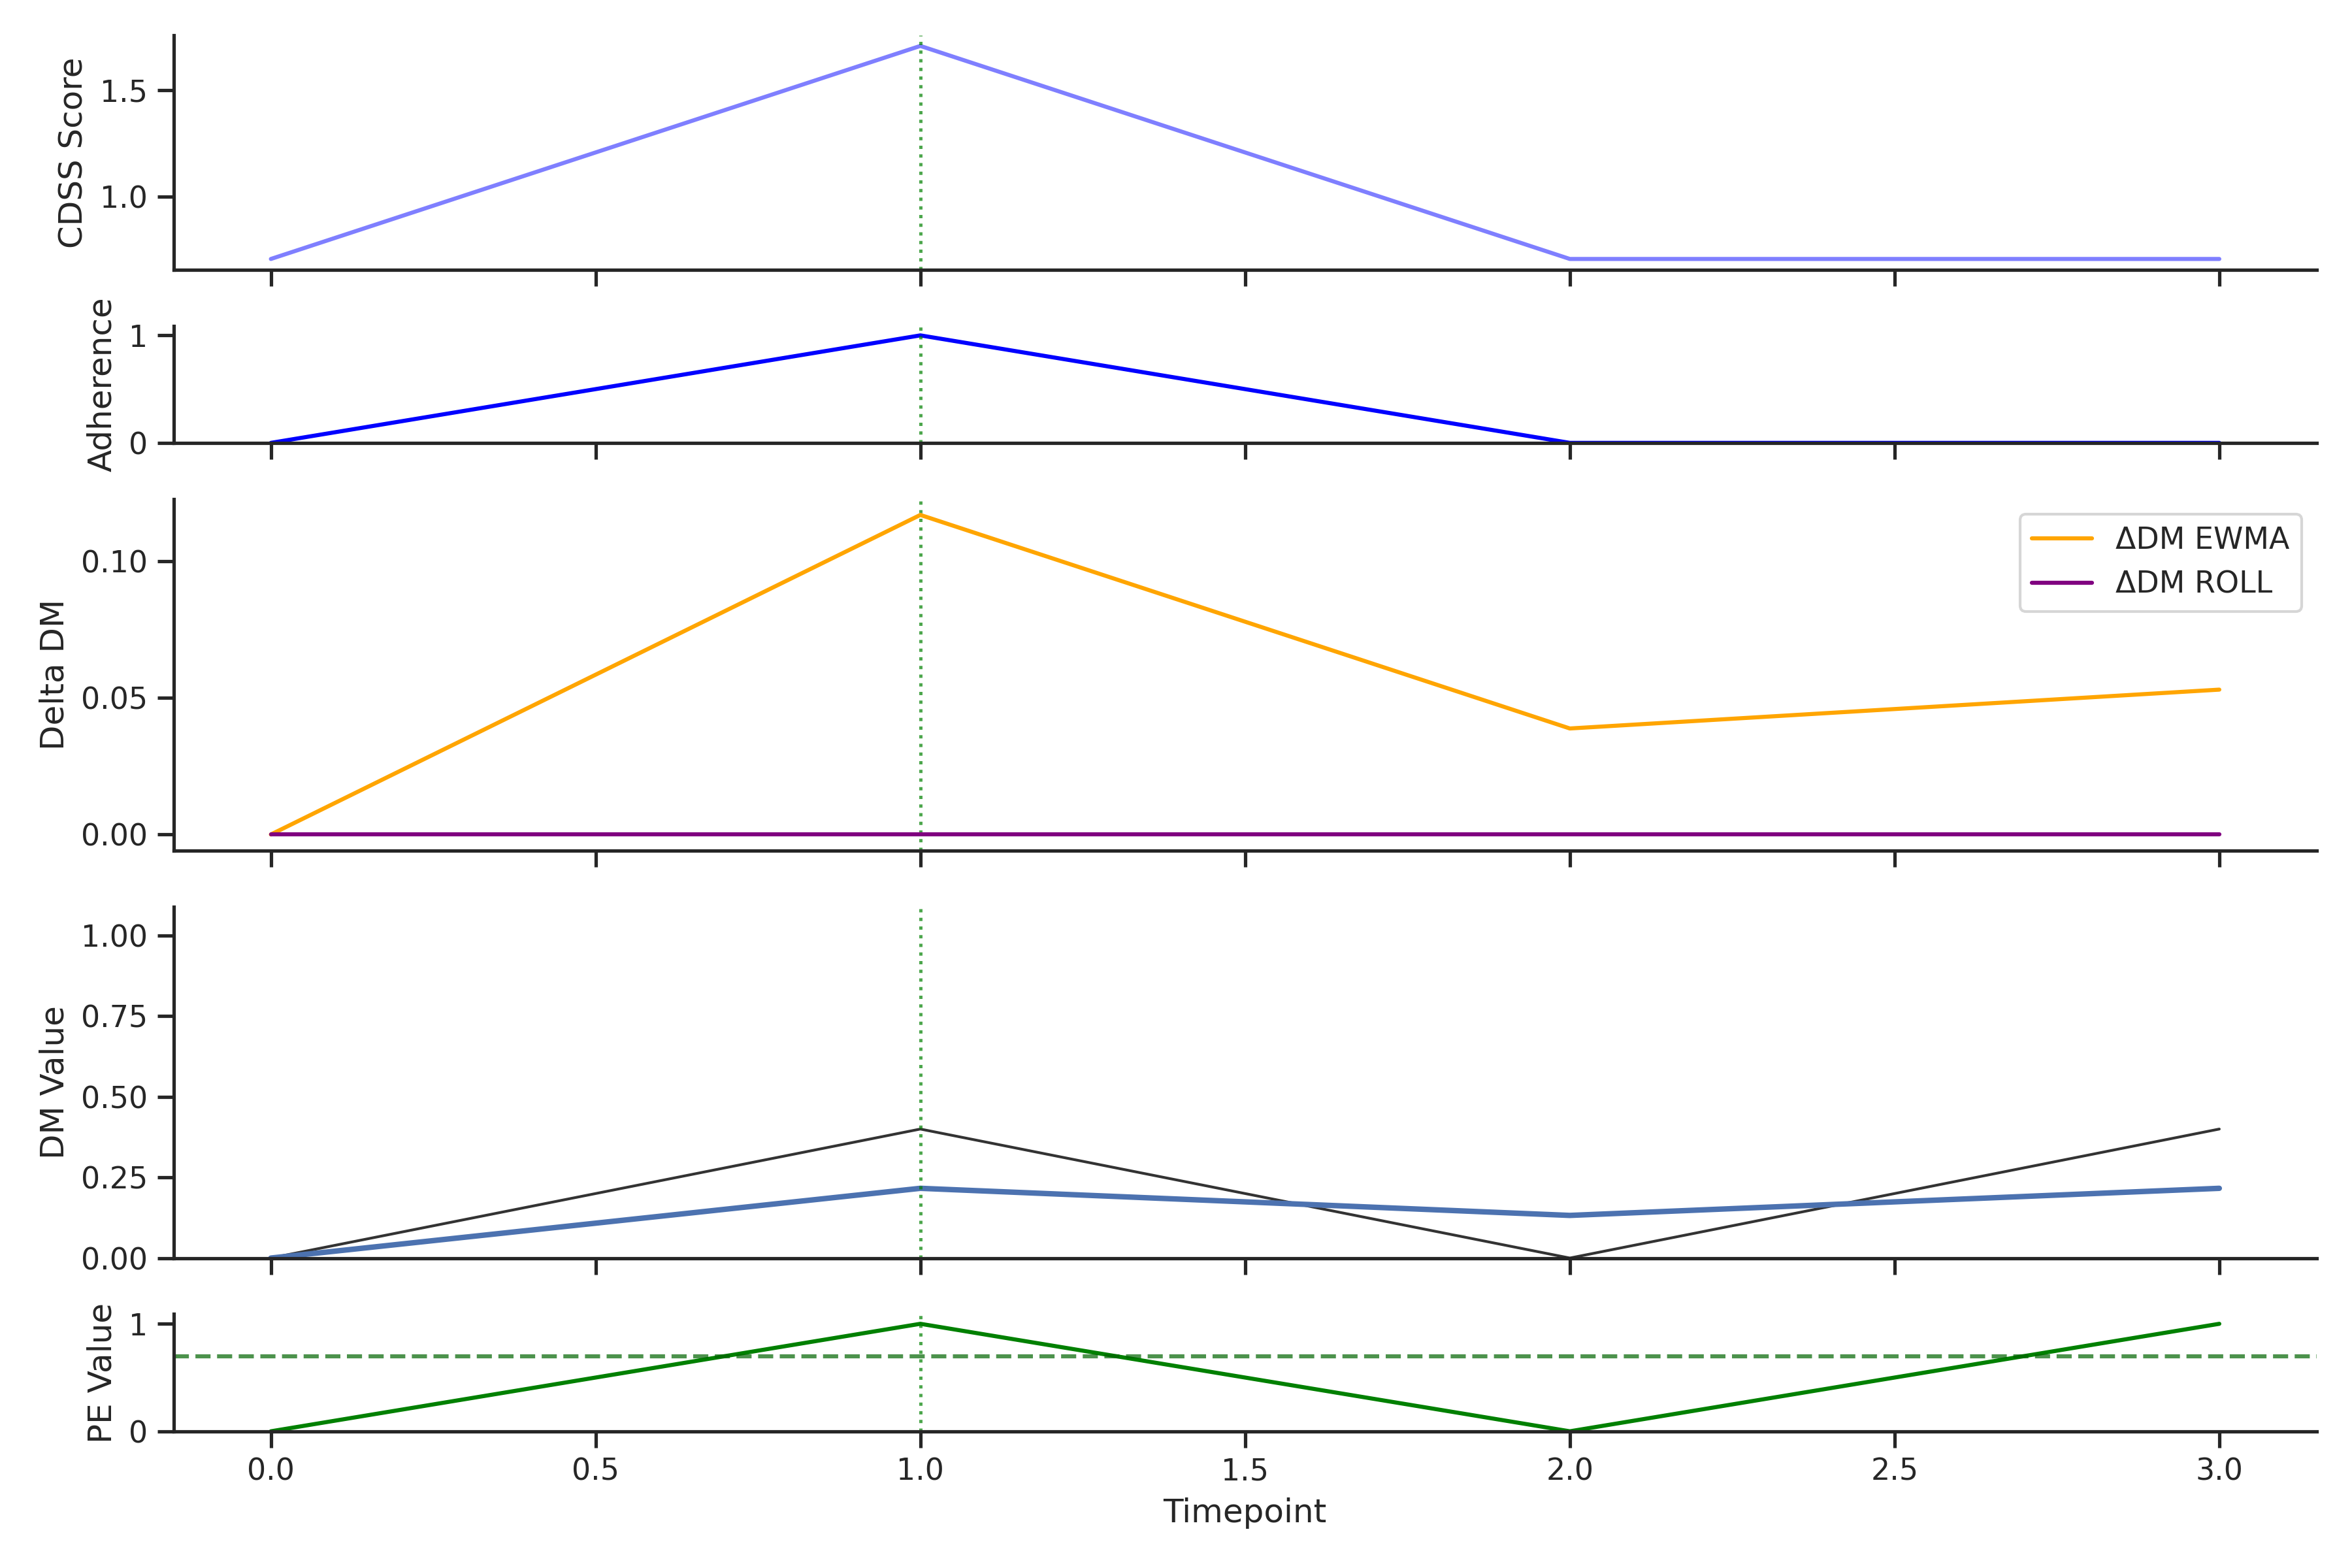 CDSS Score
1.5
1.0
Adherence
1
0
Delta DM
0.10
0.05
0.00
ΔDM EWMA
ΔDM ROLL
DM Value
1.00
0.75
0.50
0.25
0.00
PE Value
1
0
0.0 0.5 1.0 1.5 2.0 2.5 3.0
Timepoint